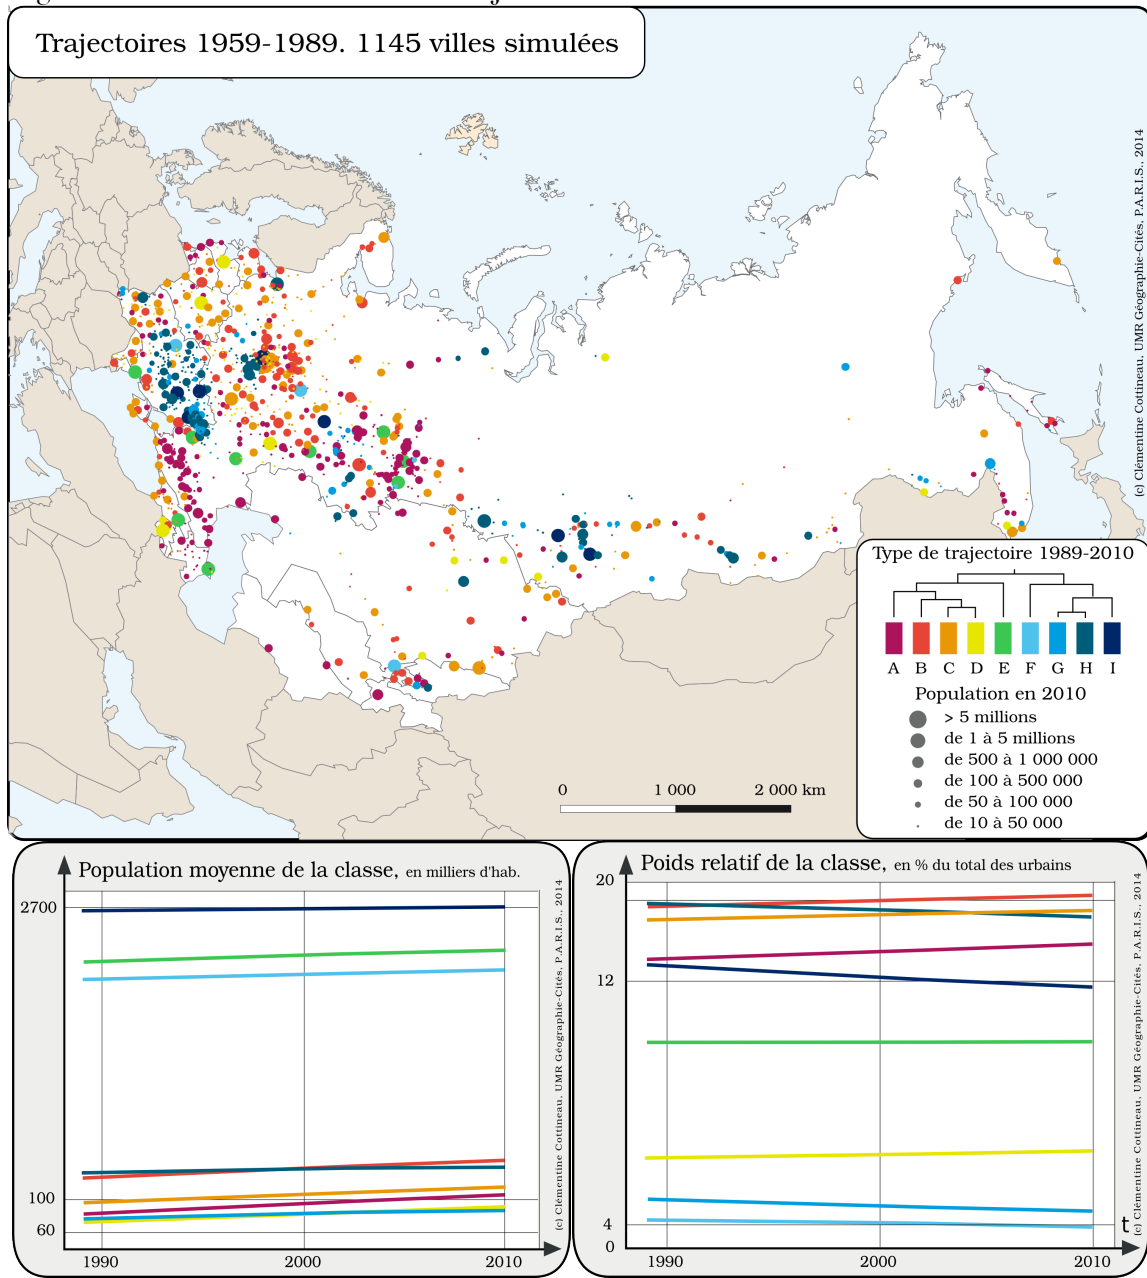 Trajectoires 1959-1989. 1145 villes simulées
(c) Clémentine Cottineau, UMR Géographie-Cités, P.A.R.I.S., 2014
Type de trajectoire 1989-2010
A B C D E F G H I
Population en 2010
> 5 millions
de 1 à 5 millions
de 500 à 1 000 000
de 100 à 500 000
de 50 à 100 000
de 10 à 50 000
0 1 000 2 000 km
Population moyenne de la classe, en milliers d'hab.
2700
100
60
1990 2000 2010
(c) Clémentine Cottineau, UMR Géographie-Cités, P.A.R.I.S., 2014
Poids relatif de la classe, en % du total des urbains
20
12
4
0
t
1990 2000 2010
(c) Clémentine Cottineau, UMR Géographie-Cités, P.A.R.I.S., 2014